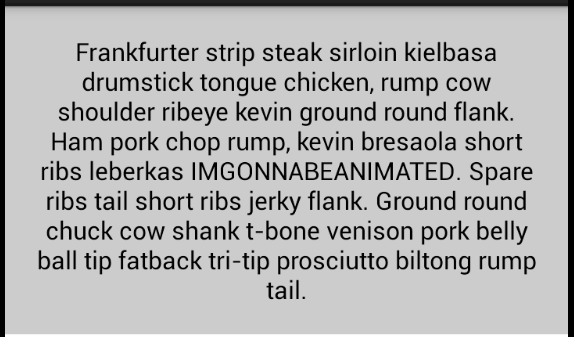 Frankfurter strip steak sirloin kielbasa
drumstick tongue chicken, rump cow
shoulder ribeye kevin ground round flank.
Ham pork chop rump, kevin bresaola short
ribs leberkas IMGONNABEANIMATED. Spare
ribs tail short ribs jerky flank. Ground round
chuck cow shank t-bone venison pork belly
ball tip fatback tri-tip prosciutto biltong rump
tail.